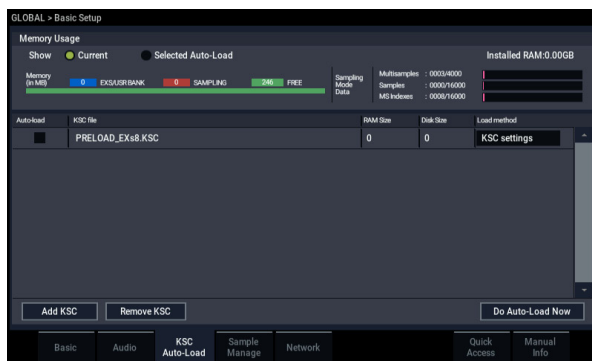 GLOBAL > Basic Setup
Memory Usage
Show Current Selected Auto-Load Installed RAM:0.00GB
Memory
(in MB)
0 EXS/USR BANK 0 SAMPLING 246 FREE
Sampling
Mode
Data
Multisamples : 0003/4000
Samples : 0000/16000
MS Indexes : 0008/16000
Auto-load KSC file RAM Size Disk Size Load method
PRELOAD_EXs8.KSC 0 0 KSC settings
Add KSC Remove KSC Do Auto-Load Now
Basic Audio KSC
Auto-Load Sample
Manage Network Quick
Access Manual
Info